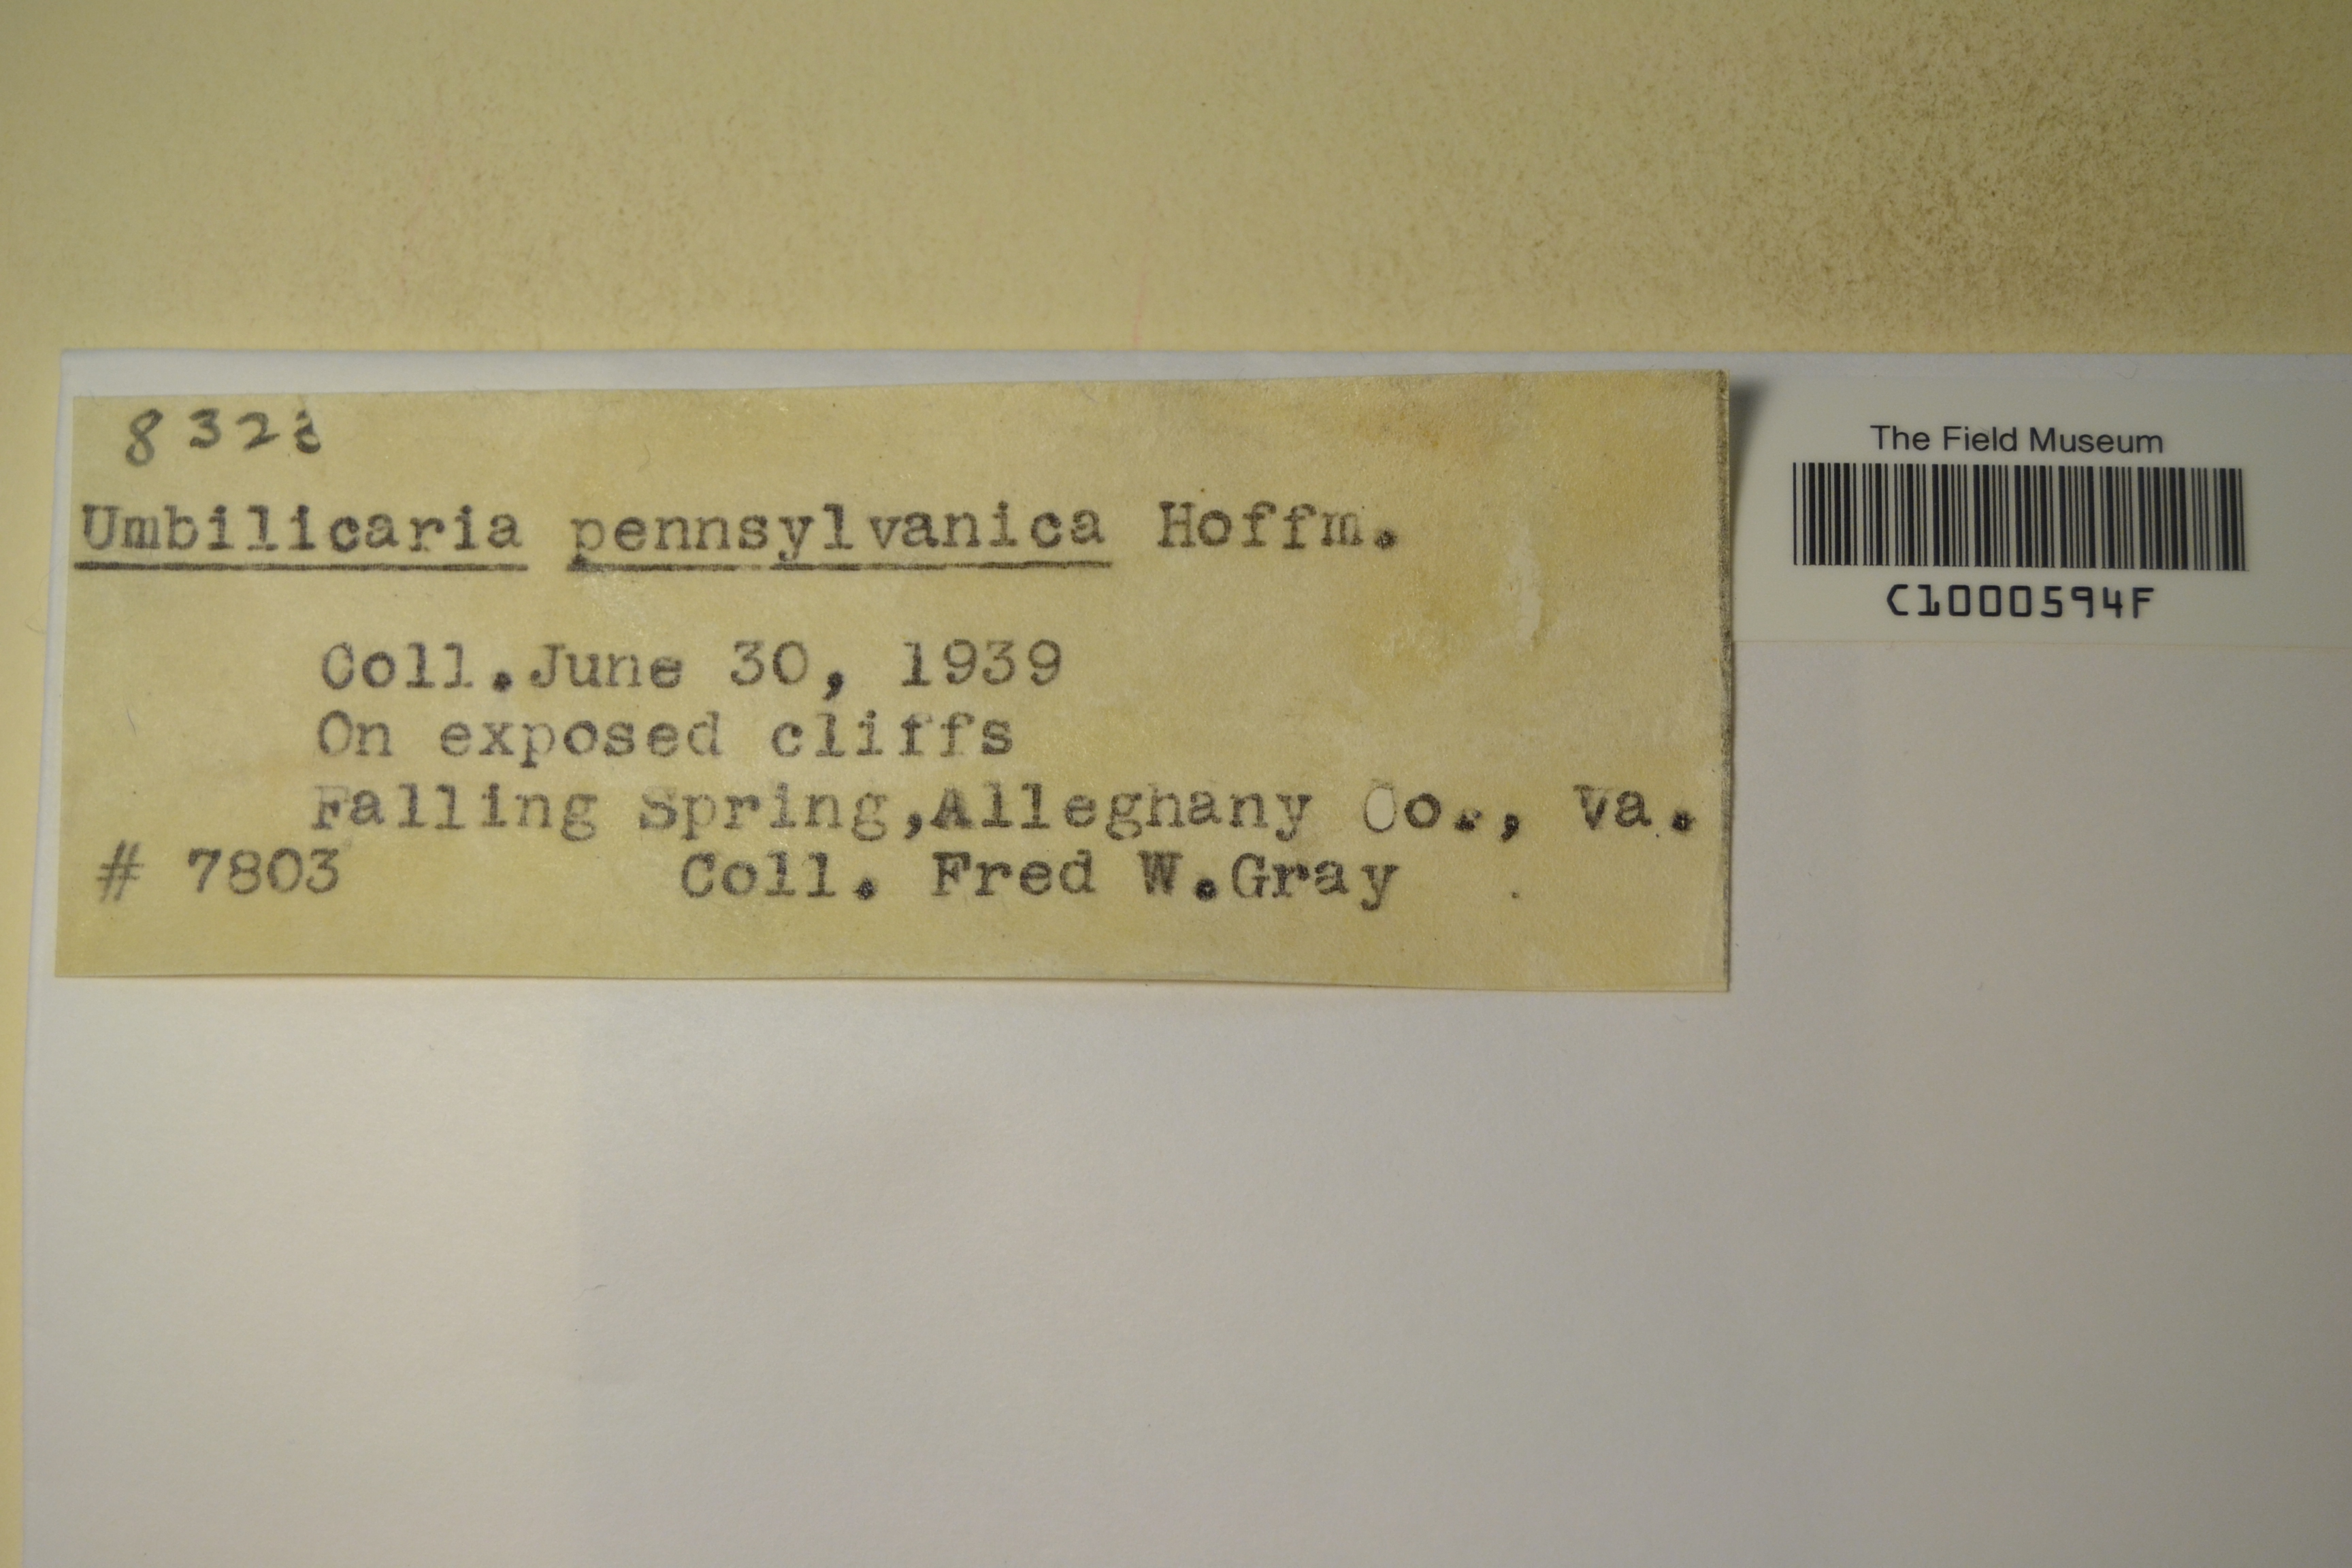 Umbilicaria pennsylvanica Hoffm.
Coll.June 30, 1939
On exposed cliffs
Falling Spring,Alleghany Co., Va.
# 7803 Coll. Fred W.Gray
The Field Museum
C1000594F